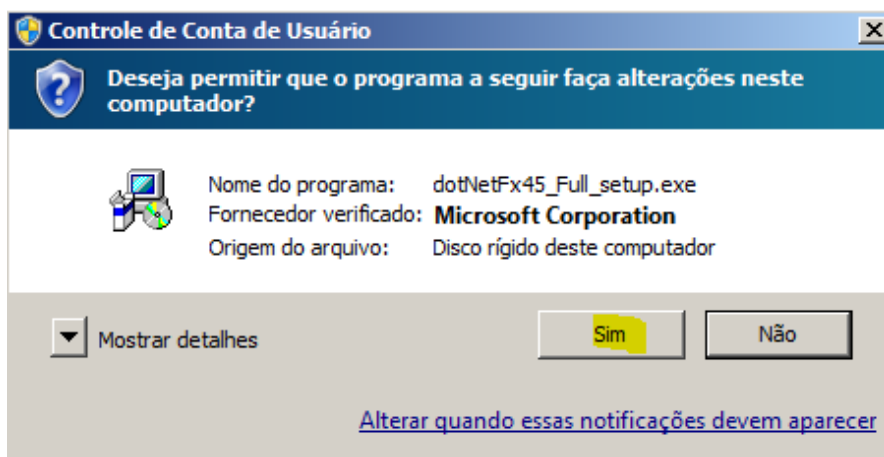 Controle de Conta de Usuário
Deseja permitir que o programa a seguir faça alterações neste
computador?
Nome do programa: dotNetFx45_Full_setup.exe
Fornecedor verificado: Microsoft Corporation
Origem do arquivo: Disco rígido deste computador
Mostrar detalhes
Sim
Não
Alterar quando essas notificações devem aparecer